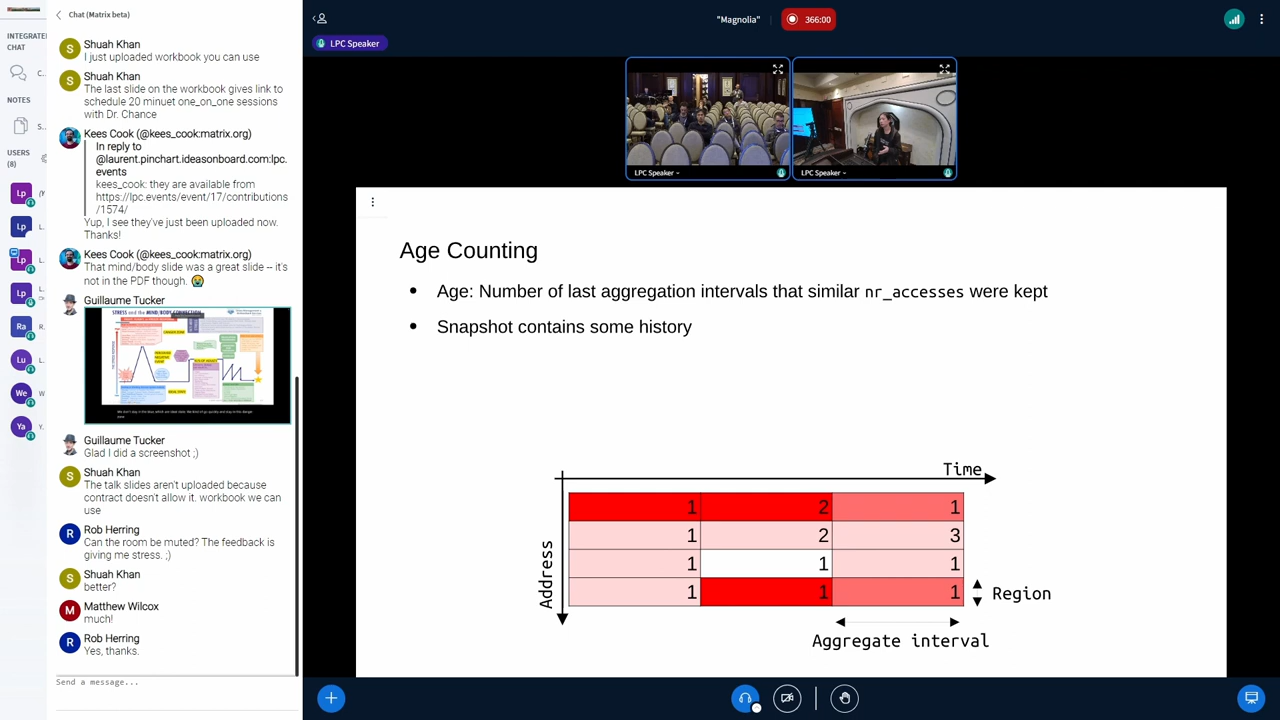 Chat (Matrix beta)
INTEGRATE
CHAT
C..
NOTES
S...
USERS
(8)
Lp
Lp
L..
Lp
L..
Lp
L..
Ra
R.
Lu
L..
We
W
Ya
Y.
S
Shuah Khan
I just uploaded workbook you can use
S
Shuah Khan
The last slide on the workbook gives link to
schedule 20 minuet one_on_one sessions
with Dr. Chance
Kees Cook (@kees_cook:matrix.org)
In reply to
@laurent.pinchart.ideasonboard.com:lpc.
events
kees_cook: they are available from
https://lpc.events/event/17/contributions
/1574/
Yup, I see they've just been uploaded now.
Thanks!
Kees Cook (@kees_cook:matrix.org)
That mind/body slide was a great slide -- it's
not in the PDF though. 😭
Guillaume Tucker
STRESS and the MIND/BODY CONNECTION
Guillaume Tucker
Glad I did a screenshot ;)
S
Shuah Khan
The talk slides aren't uploaded because
contract doesn't allow it. workbook we can
use
R
Rob Herring
Can the room be muted? The feedback is
giving me stress. ;)
S
Shuah Khan
better?
M
Matthew Wilcox
much!
R
Rob Herring
Yes, thanks.
Send a message...
"Magnolia"
366:00
LPC Speaker
LPC Speaker
LPC Speaker
Age Counting
• Age: Number of last aggregation intervals that similar nr_accesses were kept
• Snapshot contains some history
Time
1 2 1
1 2 3
1 1 1
1 1 1
Address
Region
Aggregate interval